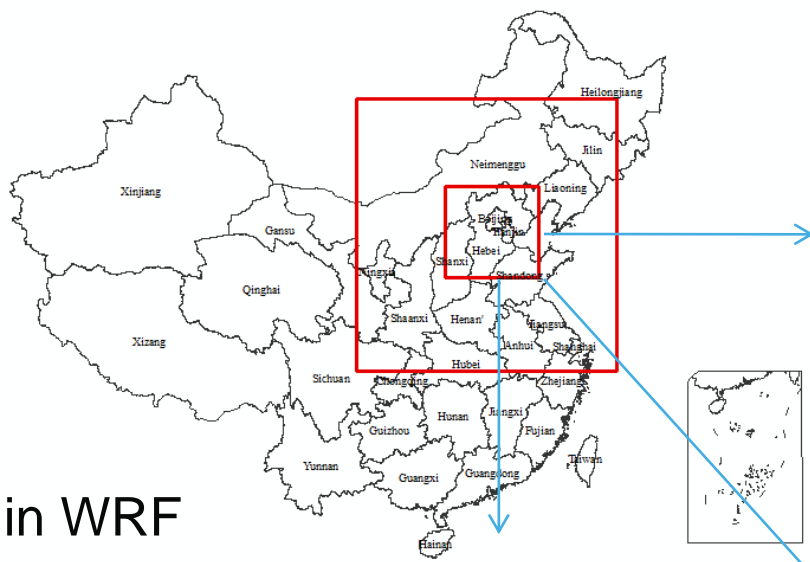 Heilongjiang
Jilin
Neimenggu
Liaoning
Xinjiang
Beijing
Tianjin
Gansu
Hebei
Shanxi
Ningxia
Shandong
Qinghai
Shaanxi
Henan'
Jiangsu
Xizang
Anhui
Shanghai
Hubei
Sichuan
Chongqing
Zhejiang
Hunan
Jiangxi
Guizhou
Fujian
Yunnan
Guangxi
Guangdong
Taiwan
in WRF
Hainan